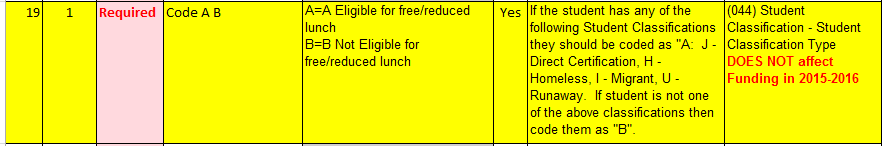 19
1
Required
Code A B
A=A Eligible for free/reduced
lunch
B=B Not Eligible for
free/reduced lunch
Yes
If the student has any of the
following Student Classifications
they should be coded as "A:  J -
Direct Certification, H -
Homeless, I - Migrant, U -
Runaway.  If student is not one
of the above classifications then
code them as "B".
(044) Student
Classification - Student
Classification Type
DOES NOT affect
Funding in 2015-2016